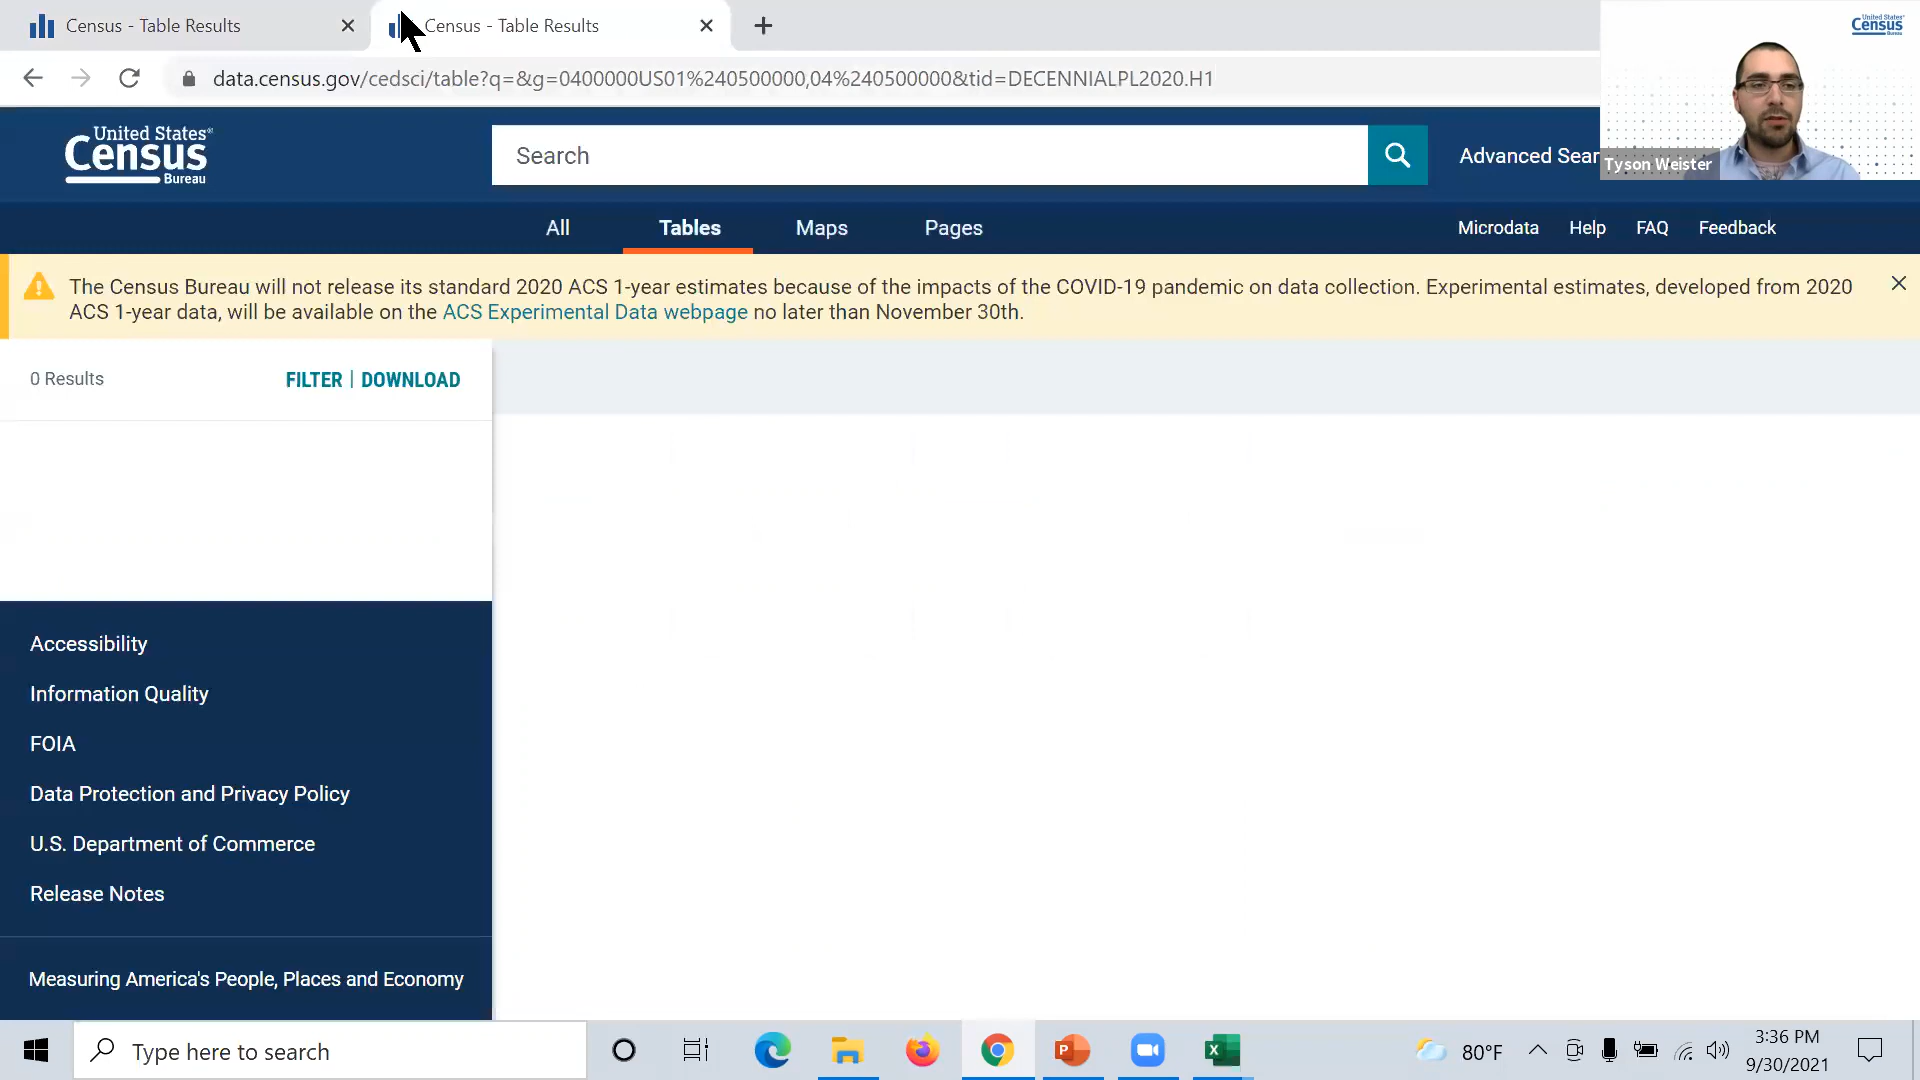 Census - Table Results
Census - Table Results
data.census.gov/cedsci/table?q=&g=0400000US01%240500000,04%240500000&tid=DECENNIALPL2020.H1
United States®
Census
Bureau
Search
Advanced Sear
United States®
Census
Bureau
Tyson Weister
All
Tables
Maps
Pages
Microdata
Help
FAQ
Feedback
The Census Bureau will not release its standard 2020 ACS 1-year estimates because of the impacts of the COVID-19 pandemic on data collection. Experimental estimates, developed from 2020
ACS 1-year data, will be available on the ACS Experimental Data webpage no later than November 30th.
0 Results
FILTER | DOWNLOAD
Accessibility
Information Quality
FOIA
Data Protection and Privacy Policy
U.S. Department of Commerce
Release Notes
Measuring America's People, Places and Economy
Type here to search
80°F
3:36 PM
9/30/2021